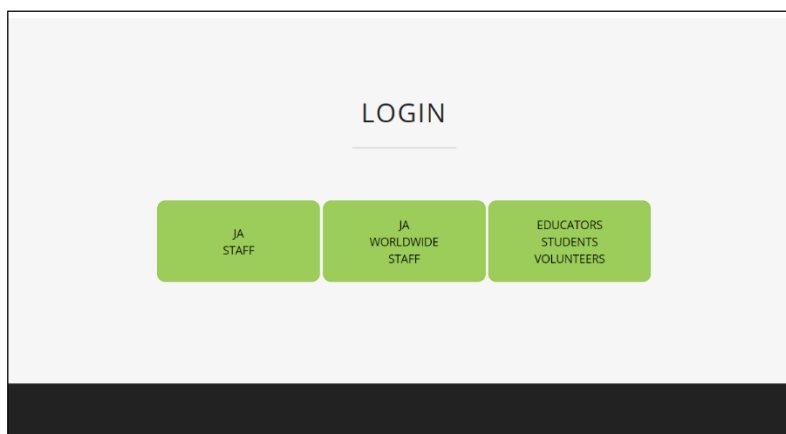 LOGIN
JA
STAFF
JA
WORLDWIDE
STAFF
EDUCATORS
STUDENTS
VOLUNTEERS